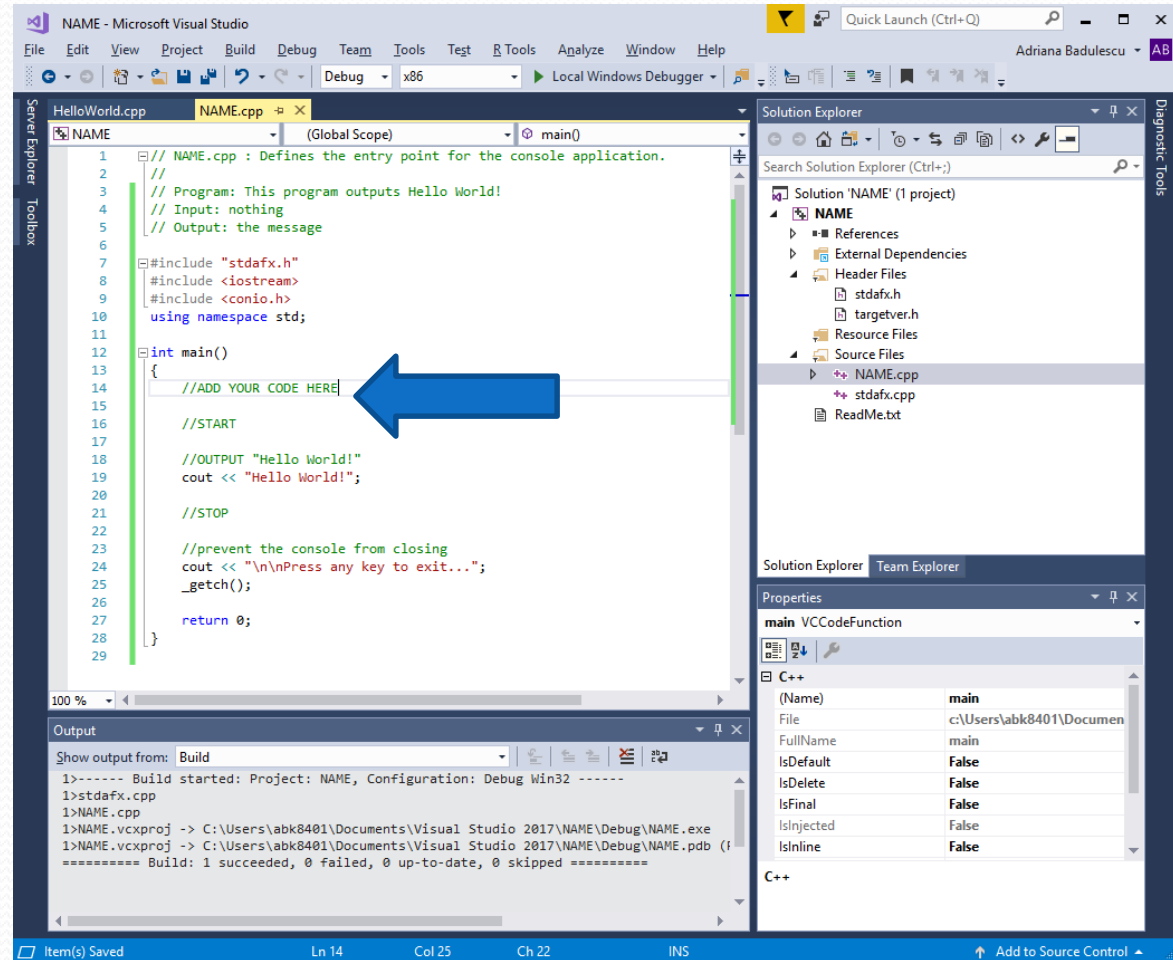 NAME - Microsoft Visual Studio
Quick Launch (Ctrl+Q)
File Edit View Project Build Debug Team Tools Test R Tools Analyze Window Help
Adriana Badulescu AB
Debug x86 Local Windows Debugger
Server Explorer
Toolbox
HelloWorld.cpp NAME.cpp
NAME (Global Scope) main()
1 // NAME.cpp : Defines the entry point for the console application.
2 //
3 // Program: This program outputs Hello World!
4 // Input: nothing
5 // Output: the message
6
7 #include "stdafx.h"
8 #include <iostream>
9 #include <conio.h>
10 using namespace std;
11
12 int main()
13 {
14 //ADD YOUR CODE HERE
15
16 //START
17
18 //OUTPUT "Hello World!"
19 cout << "Hello World!";
20
21 //STOP
22
23 //prevent the console from closing
24 cout << "\n\nPress any key to exit...";
25 _getch();
26
27 return 0;
28 }
29
100 %
Output
Show output from: Build
1>------ Build started: Project: NAME, Configuration: Debug Win32 ------
1>stdafx.cpp
1>NAME.cpp
1>NAME.vcxproj -> C:\Users\abk8401\Documents\Visual Studio 2017\NAME\Debug\NAME.exe
1>NAME.vcxproj -> C:\Users\abk8401\Documents\Visual Studio 2017\NAME\Debug\NAME.pdb (
========== Build: 1 succeeded, 0 failed, 0 up-to-date, 0 skipped ==========
Solution Explorer
Search Solution Explorer (Ctrl+;)
Solution 'NAME' (1 project)
NAME
References
External Dependencies
Header Files
stdafx.h
targetver.h
Resource Files
Source Files
NAME.cpp
stdafx.cpp
ReadMe.txt
Solution Explorer Team Explorer
Properties
main VCCodeFunction
C++
(Name) main
File c:\Users\abk8401\Documen
FullName main
IsDefault False
IsDelete False
IsFinal False
IsInjected False
IsInline False
C++
Diagnostic Tools
Item(s) Saved Ln 14 Col 25 Ch 22 INS Add to Source Control